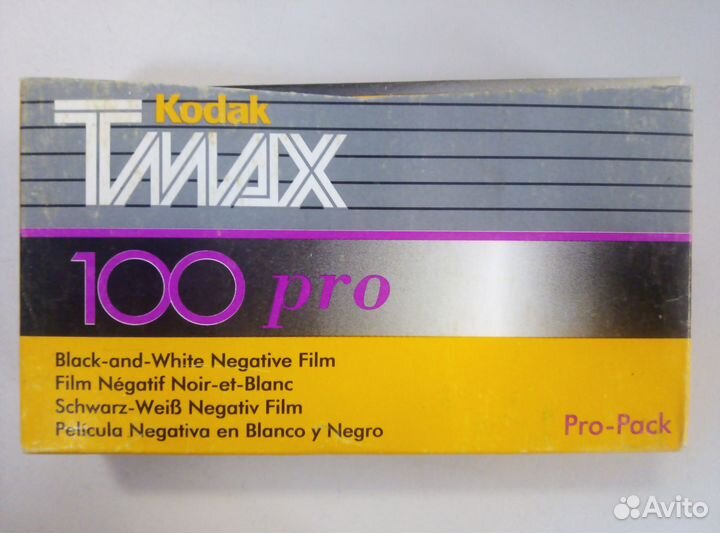 Kodak
TMAX
100 pro
Black-and-White Negative Film
Film Négatif Noir-et-Blanc
Schwarz-Weiß Negativ Film
Película Negativa en Blanco y Negro
Pro-Pack
Avito